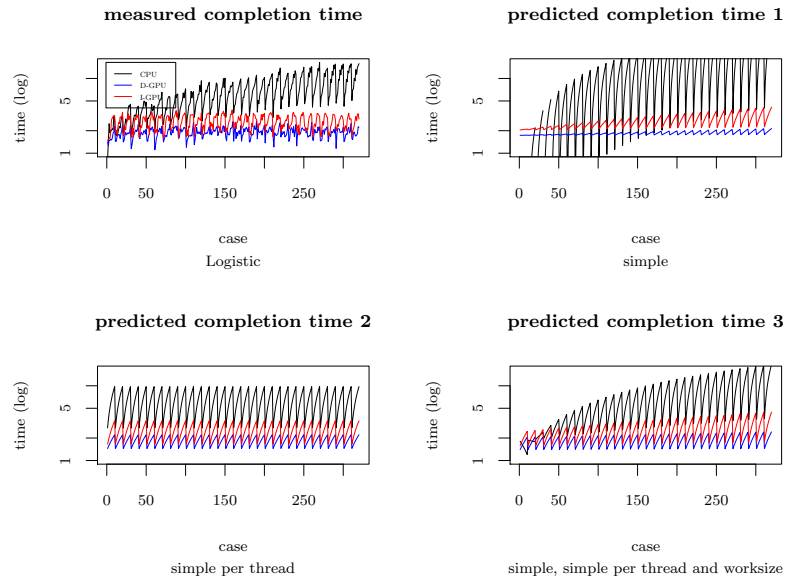 measured completion time
time (log)
5
1
CPU
D-GPU
I-GPU
0 50 150 250
case
Logistic
predicted completion time 1
time (log)
5
1
0 50 150 250
case
simple
predicted completion time 2
time (log)
5
1
0 50 150 250
case
simple per thread
predicted completion time 3
time (log)
5
1
0 50 150 250
case
simple, simple per thread and worksize